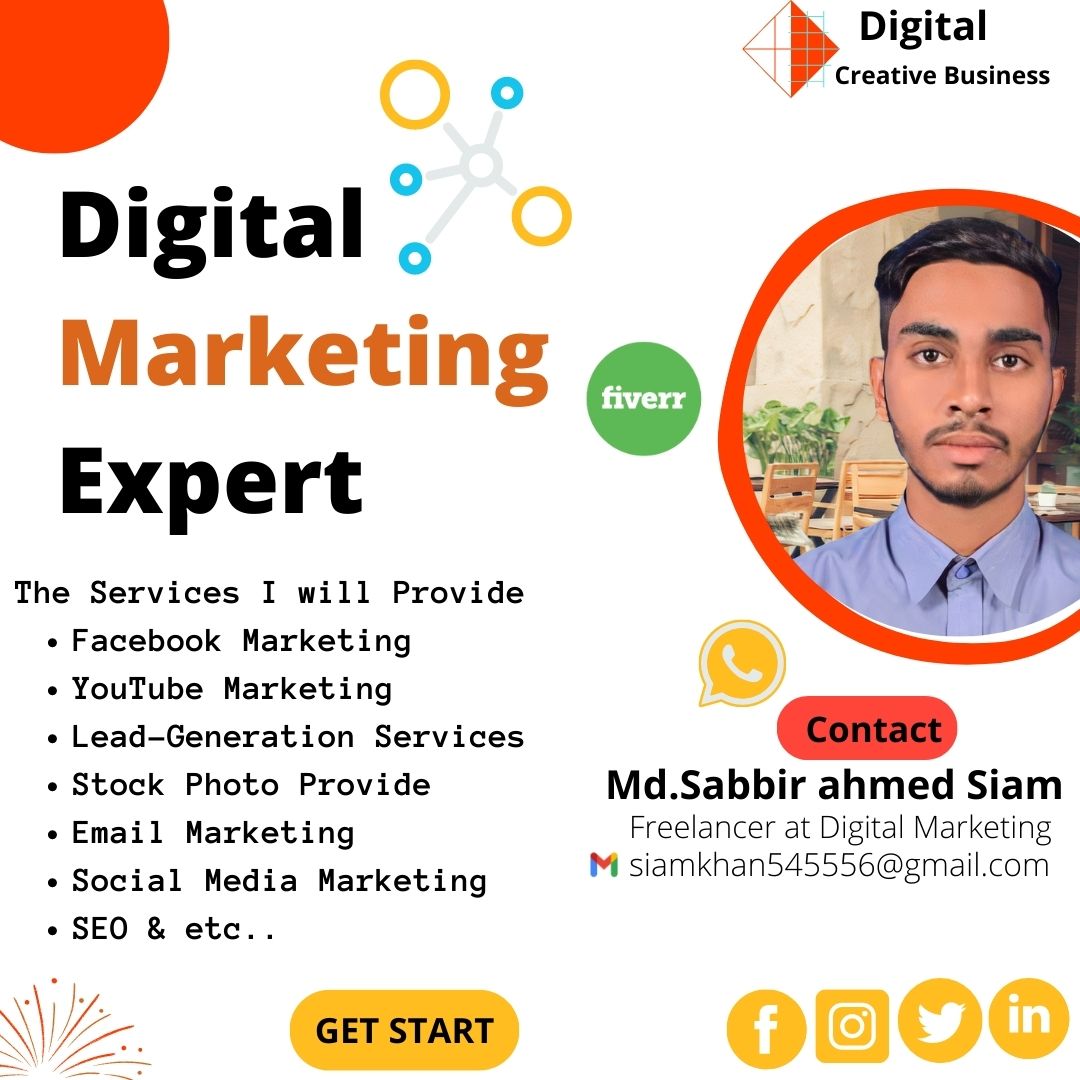 Digital
Creative Business
Digital
Marketing
Expert
fiverr
The Services I will Provide
• Facebook Marketing
• YouTube Marketing
• Lead-Generation Services
• Stock Photo Provide
• Email Marketing
• Social Media Marketing
• SEO & etc..
Contact
Md.Sabbir ahmed Siam
Freelancer at Digital Marketing
siamkhan545556@gmail.com
GET START
f
in